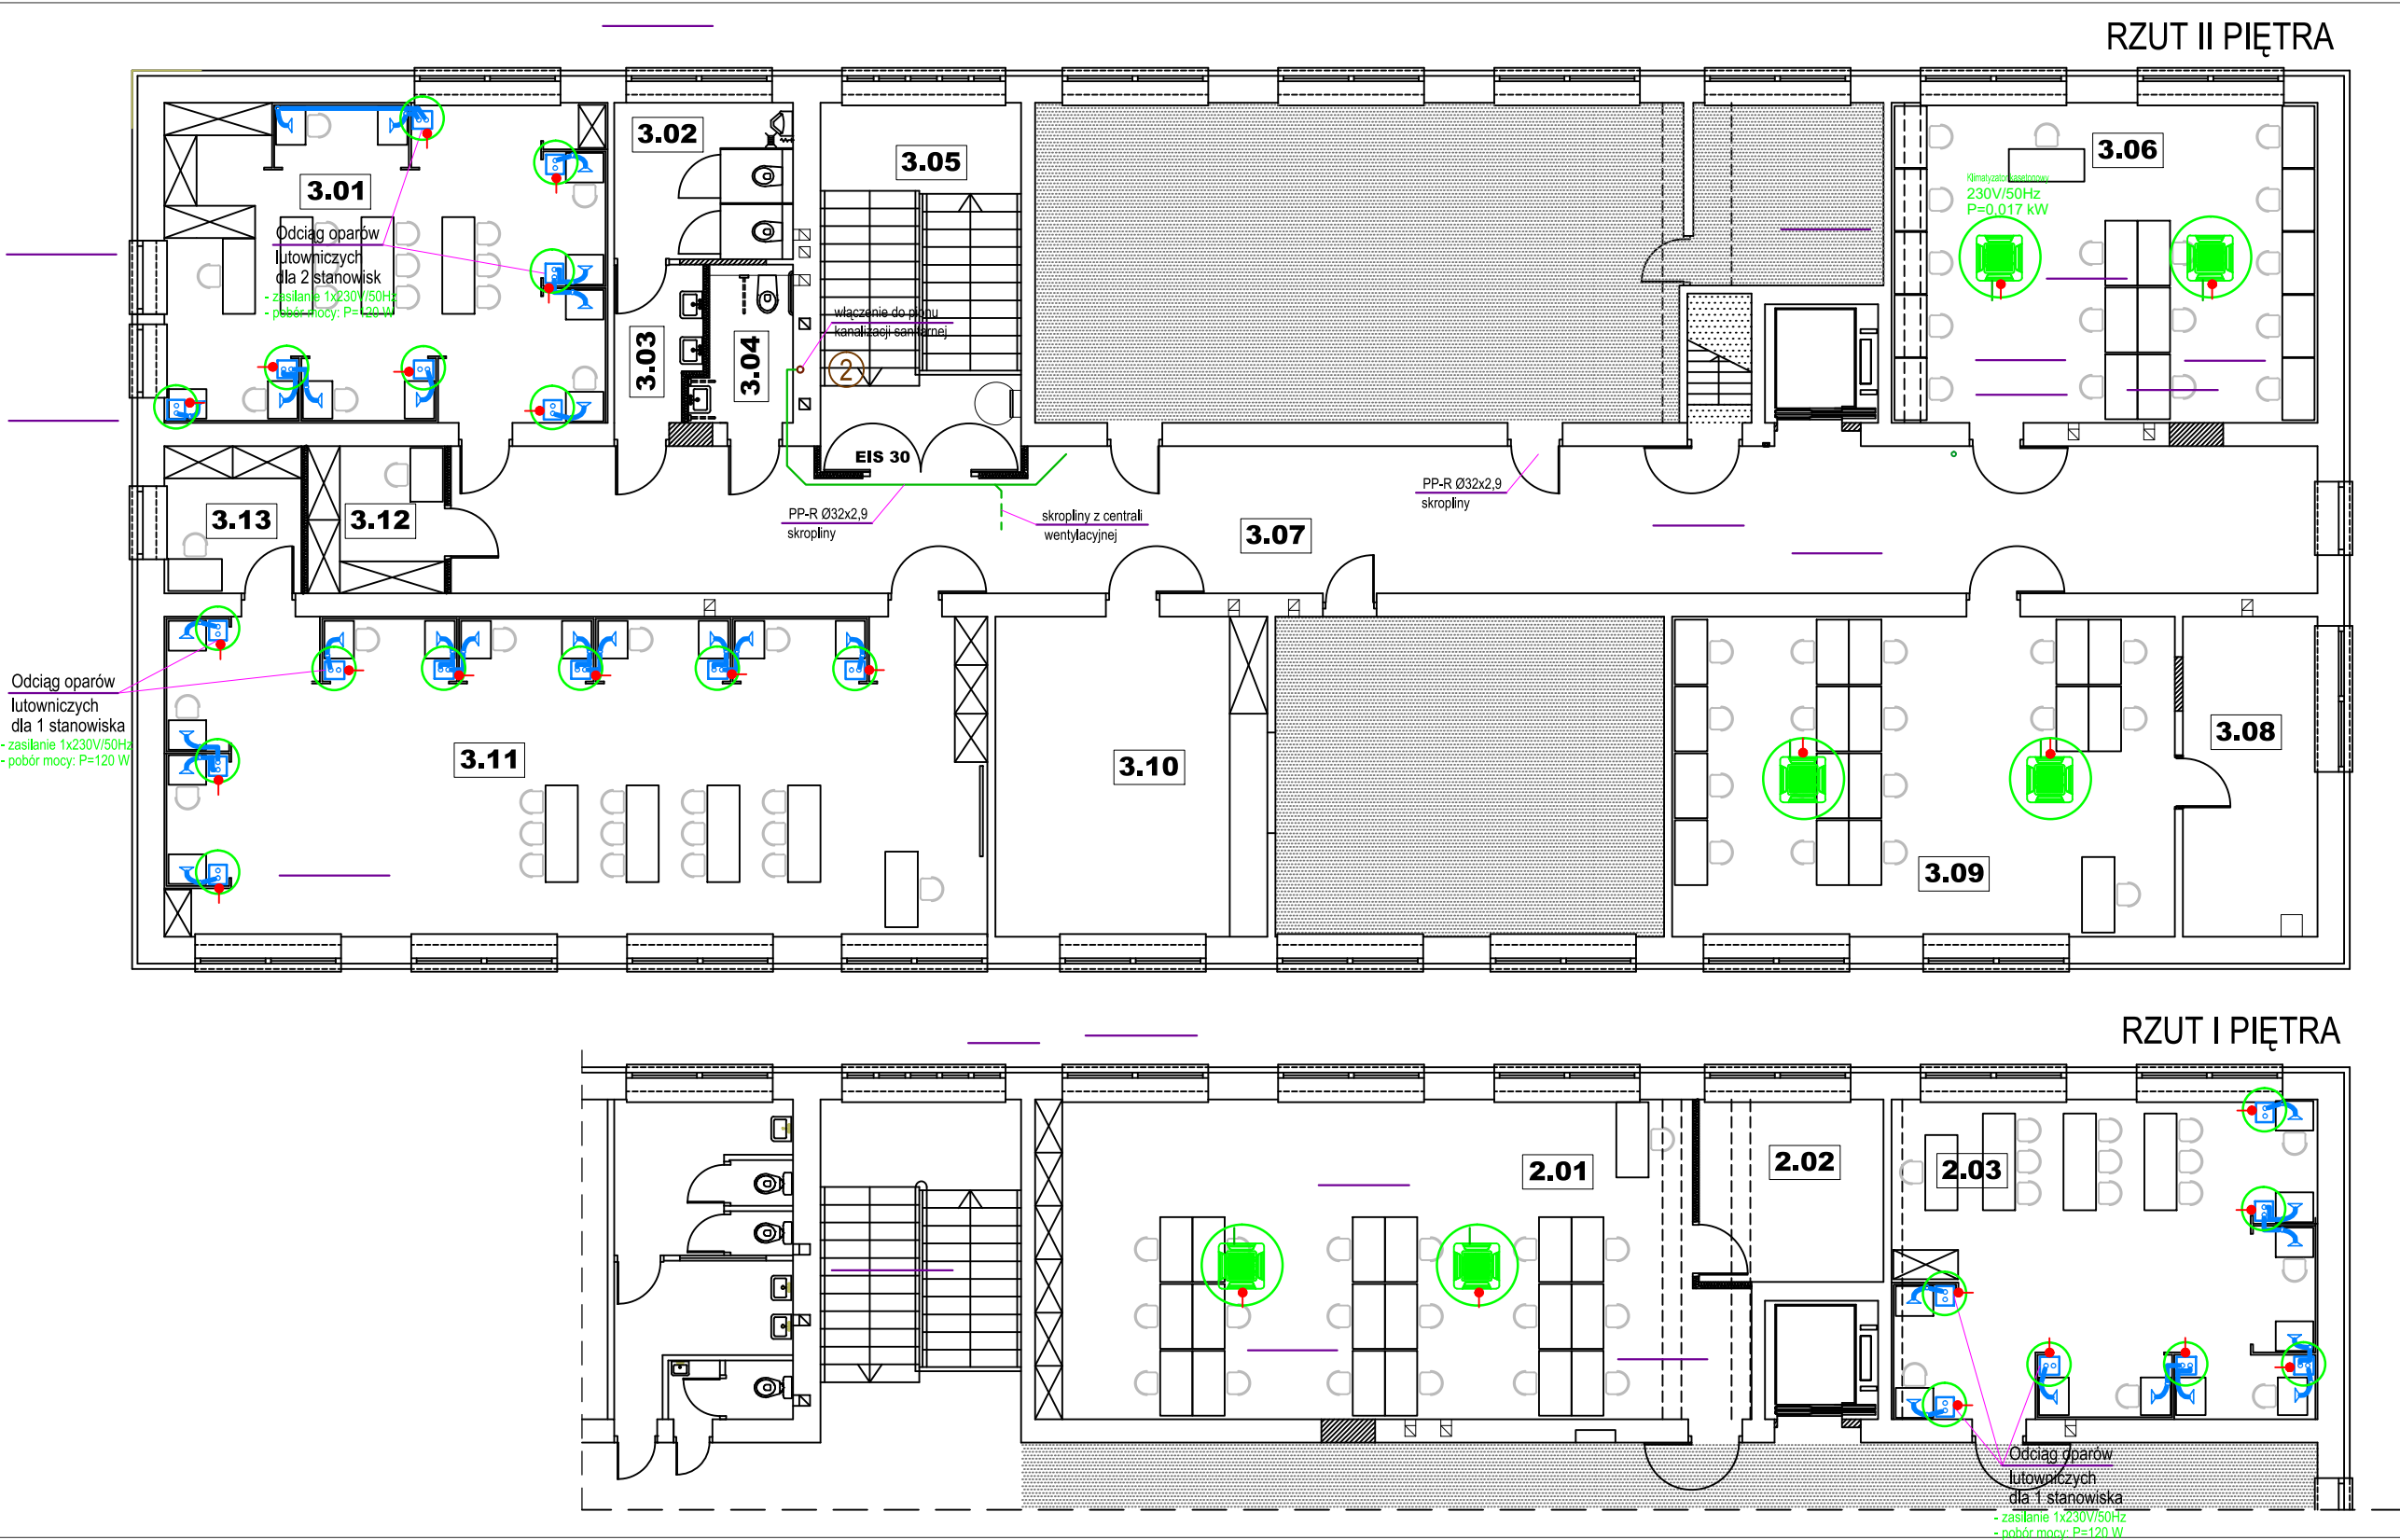 RZUT II PIĘTRA
3.01
3.02
3.05
3.06
Klimatyzator kasetonowy
230V/50Hz
P=0,017 kW
Odciąg oparów
lutowniczych
dla 2 stanowisk
- zasilanie 1x230V/50Hz
- pobór mocy: P=120 W
3.03
3.04
włączenie do pionu
kanalizacji sanitarnej
2
EIS 30
3.13
3.12
PP-R Ø32x2,9
skropliny
skropliny z centrali
wentylacyjnej
3.07
PP-R Ø32x2,9
skropliny
Odciąg oparów
lutowniczych
dla 1 stanowiska
- zasilanie 1x230V/50Hz
- pobór mocy: P=120 W
3.11
3.10
3.09
3.08
RZUT I PIĘTRA
2.01
2.02
2.03
Odciąg oparów
lutowniczych
dla 1 stanowiska
- zasilanie 1x230V/50Hz
- pobór mocy: P=120 W